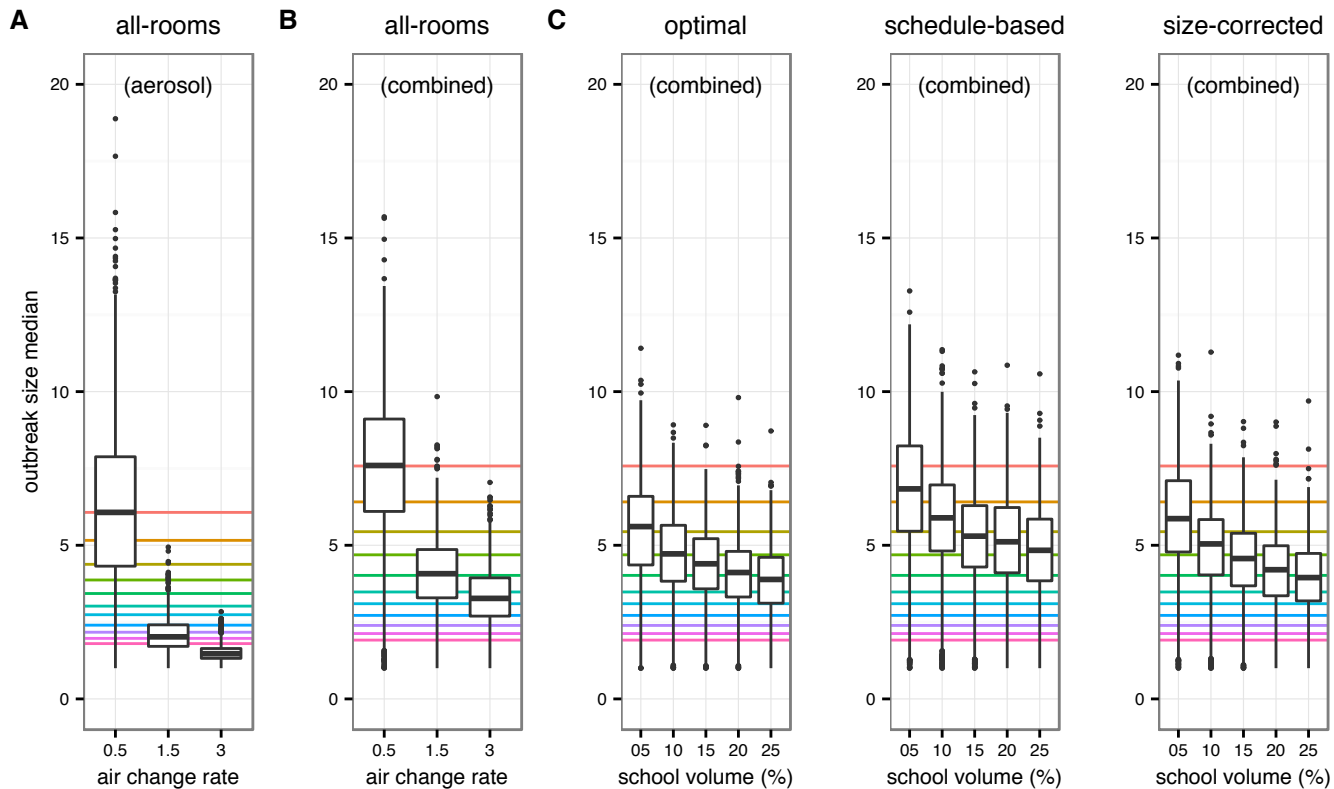 A
all-rooms
(aerosol)
20
15
10
5
0
outbreak size median
0.5 1.5 3
air change rate
B
all-rooms
(combined)
20
15
10
5
0
0.5 1.5 3
air change rate
C
optimal
(combined)
20
15
10
5
0
05 10 15 20 25
school volume (%)
schedule-based
(combined)
20
15
10
5
0
05 10 15 20 25
school volume (%)
size-corrected
(combined)
20
15
10
5
0
05 10 15 20 25
school volume (%)